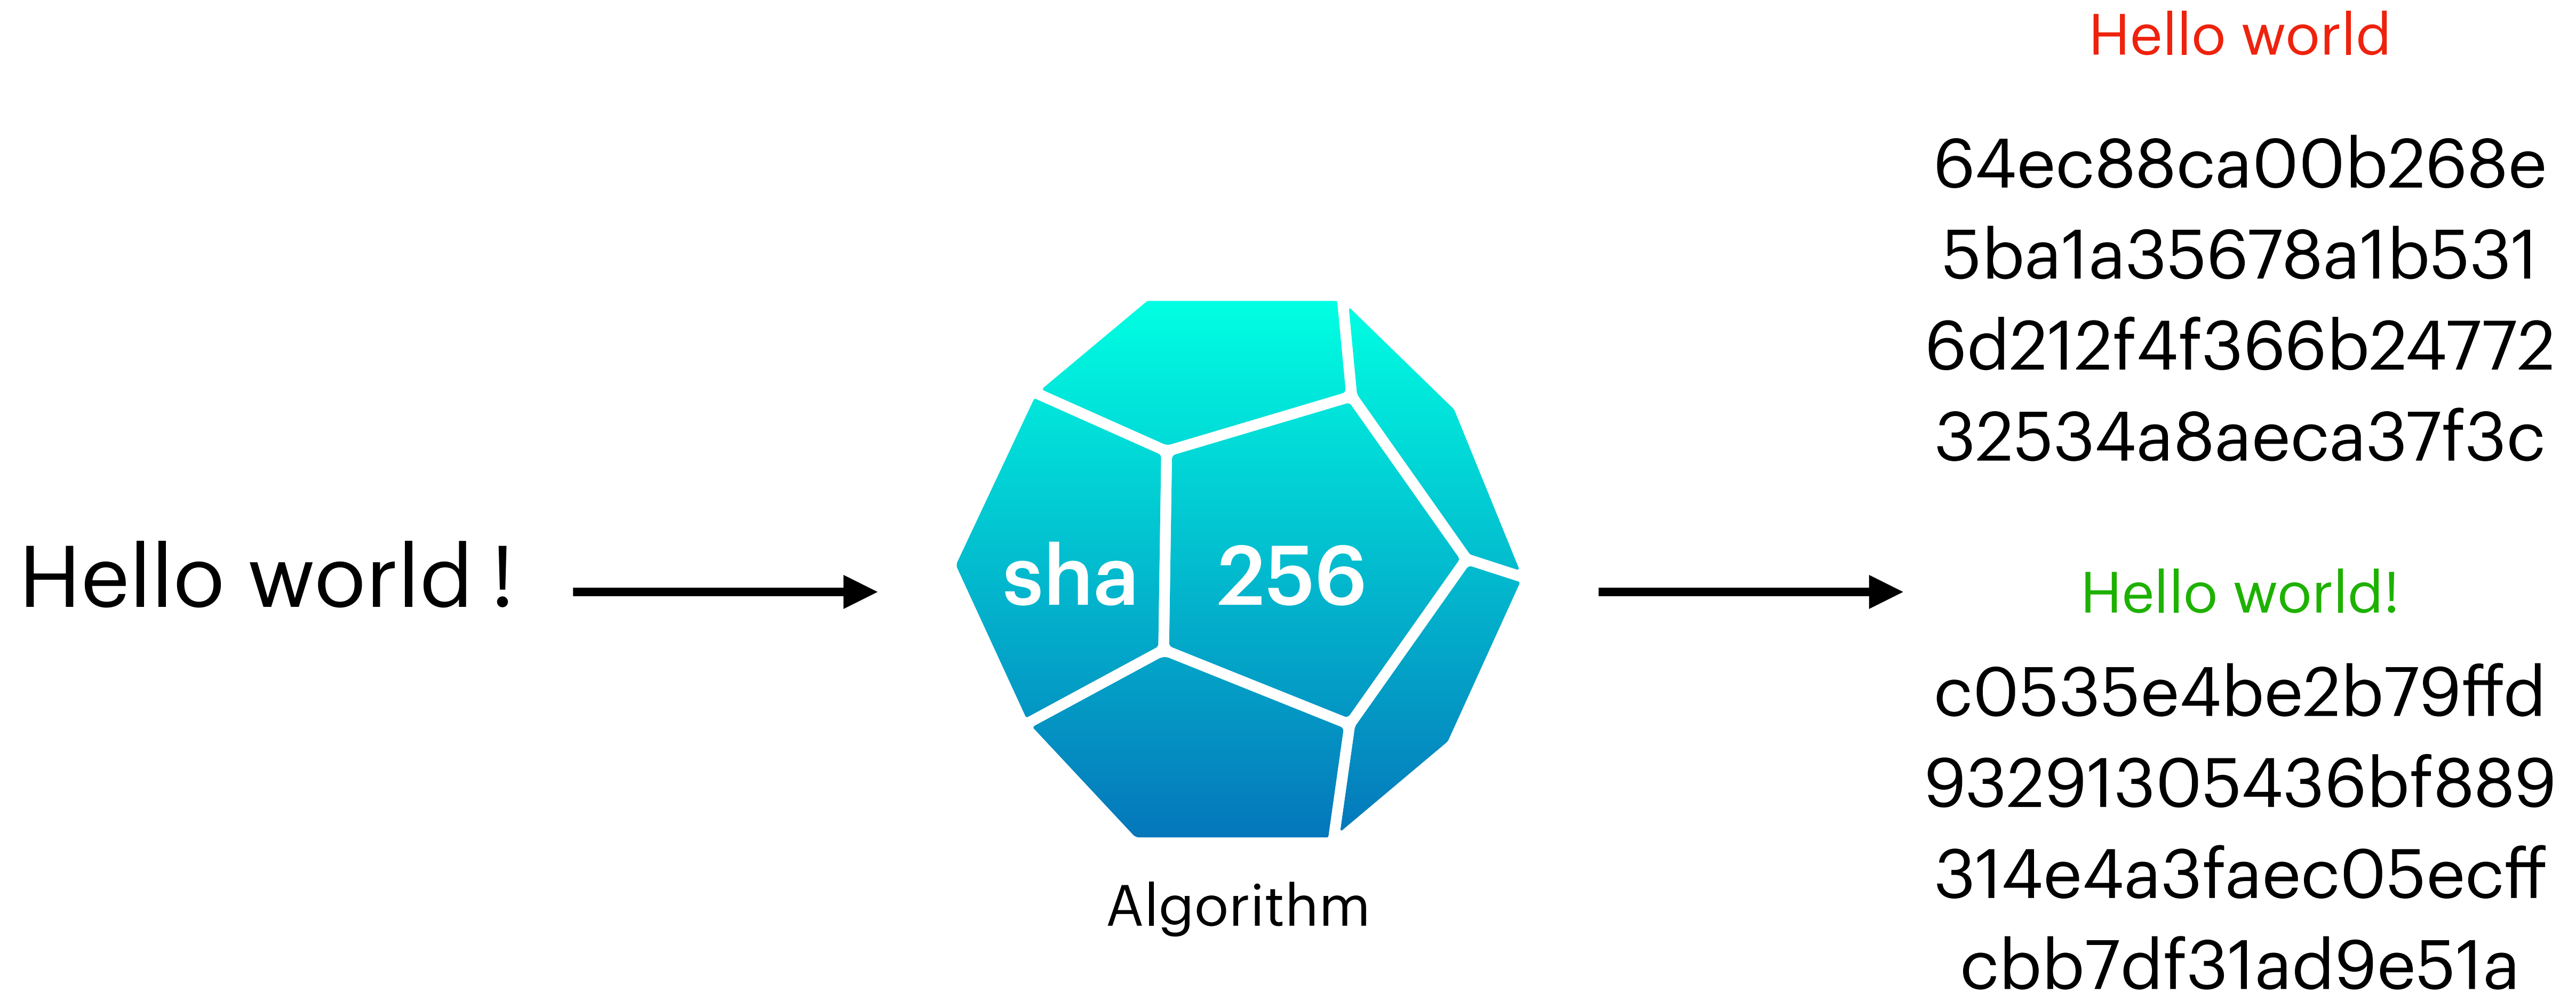 Hello world !
sha 256
Algorithm
Hello world
64ec88ca00b268e
5ba1a35678a1b531
6d212f4f366b24772
32534a8aeca37f3c
Hello world!
c0535e4be2b79ffd
93291305436bf889
314e4a3faec05ecff
cbb7df31ad9e51a